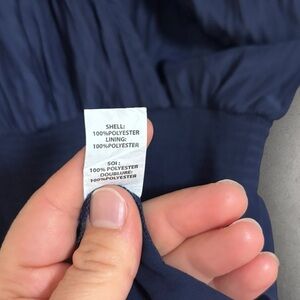 SHELL:
100%POLYESTER
LINING:
100%POLYESTER
SOI:
100% POLYESTER
DOUBLURE:
100%POLYESTER